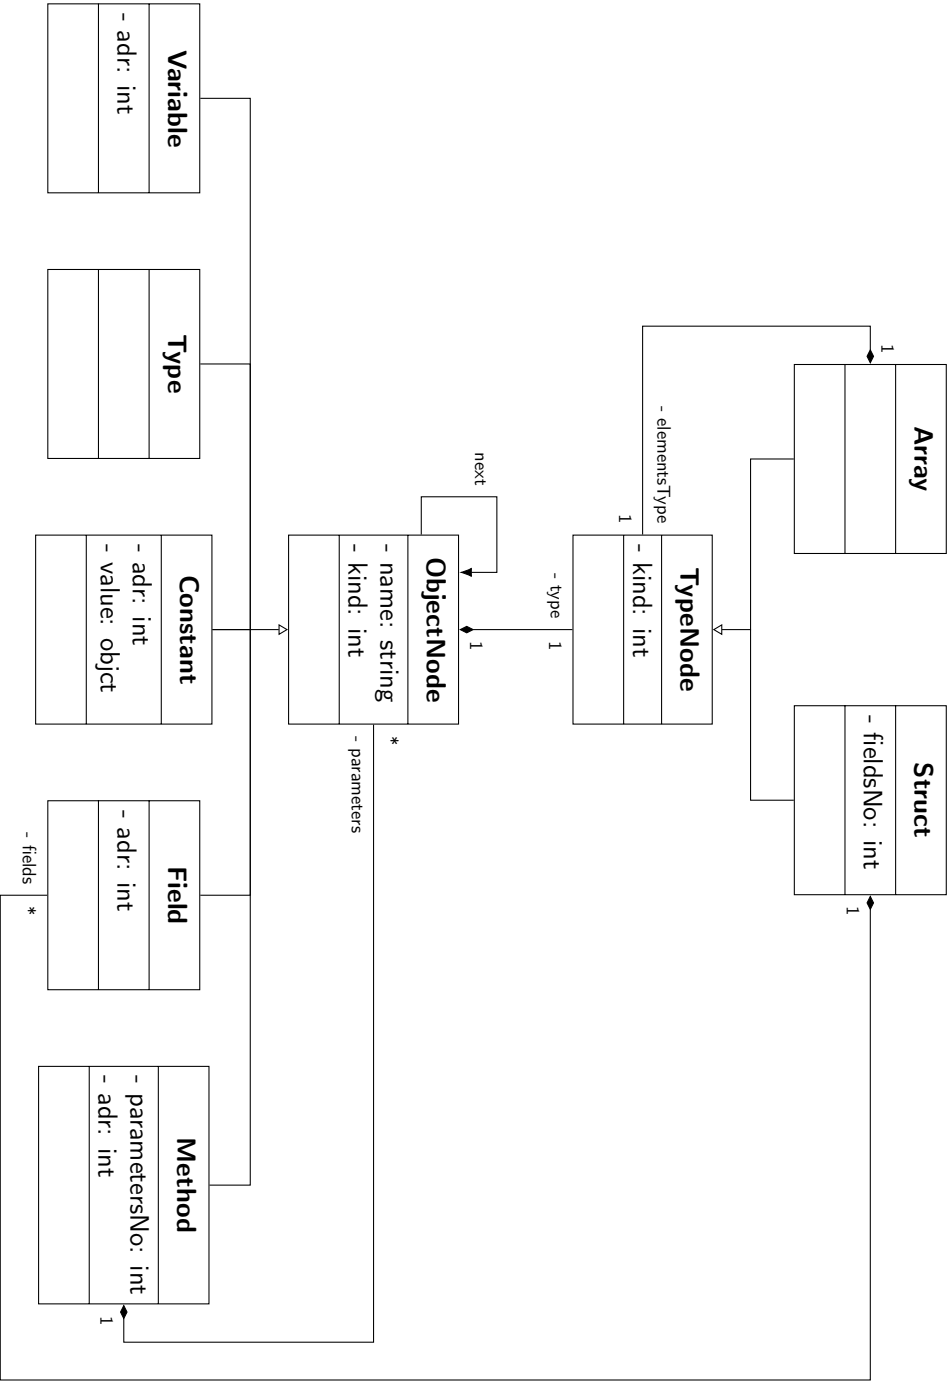 Array
1
Struct
- fieldsNo: int
1
- elementsType
1
TypeNode
- kind: int
- type
1
1
next
ObjectNode
- name: string
- kind: int
*
- parameters
Variable
- adr: int
Type
Constant
- adr: int
- value: objct
Field
- adr: int
- fields
*
Method
- parametersNo: int
- adr: int
1